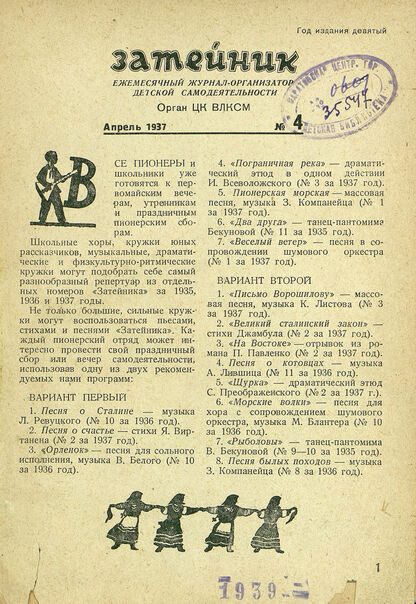 Год издания девятый
затейник
ЕЖЕМЕСЯЧНЫЙ ЖУРНАЛ-ОРГАНИЗАТОР
ДЕТСКОЙ САМОДЕЯТЕЛЬНОСТИ
Орган ЦК ВЛКСМ
Апрель 1937
№ 4
35547
ВСЕ ПИОНЕРЫ и
школьники уже
готовятся к пер-
вомайским вече-
рам, утренникам
и праздничным
пионерским сбо-
рам.
Школьные хоры, кружки юных
рассказчиков, музыкальные, драмати-
ческие и физкультурно-ритмические
кружки могут подобрать себе самый
разнообразный репертуар из отдель-
ных номеров «Затейника» за 1935,
1936 и 1937 годы.
Не только большие, сильные круж-
ки могут воспользоваться пьесами,
стихами и песнями «Затейника». Ка-
ждый пионерский отряд может инте-
ресно провести свой праздничный
сбор или вечер самодеятельности,
использовав одну из двух рекомен-
дуемых нами программ:
ВАРИАНТ ПЕРВЫЙ
1. Песня о Сталине — музыка
Л. Ревуцкого (№ 10 за 1936 год).
2. Песня о счастье — стихи Я. Вир-
танена (№ 2 за 1937 год).
3. «Орленок» — песня для сольного
исполнения, музыка В. Белого (№ 10
за 1936 год).
4. «Пограничная река» — драмати-
ческий этюд в одном действии
И. Всеволожского (№ 3 за 1937 год).
5. Пионерская морская — массовая
песня, музыка З. Компанейца (№ 1
за 1937 год).
6. «Два друга» — танец-пантомима
Бекуновой (№ 11 за 1935 год).
7. «Веселый ветер» — песня в со-
провождении шумового оркестра
(№ 1 за 1937 год).
ВАРИАНТ ВТОРОЙ
1. «Письмо Ворошилову» — массо-
вая песня, музыка К. Листова (№ 3
за 1937 год).
2. «Великий сталинский закон» —
стихи Джамбула (№ 2 за 1937 год).
3. «На Востоке» — отрывок из ро-
мана П. Павленко (№ 2 за 1937 год).
4. Песня о котовцах — музыка
А. Лившица (№ 11 за 1936 год).
5. «Щурка» — драматический этюд
С. Преображенского (№ 2 за 1937 г.).
6. «Морские волки» — песня для
хора с сопровождением шумового
оркестра, музыка М. Блантера (№ 10
за 1936 год).
7. «Рыболовы» — танец-пантомима
В. Бекуновой (№ 9—10 за 1935 год).
8. Песня былых походов — музыка
З. Компанейца (№ 8 за 1936 год).
1
1939